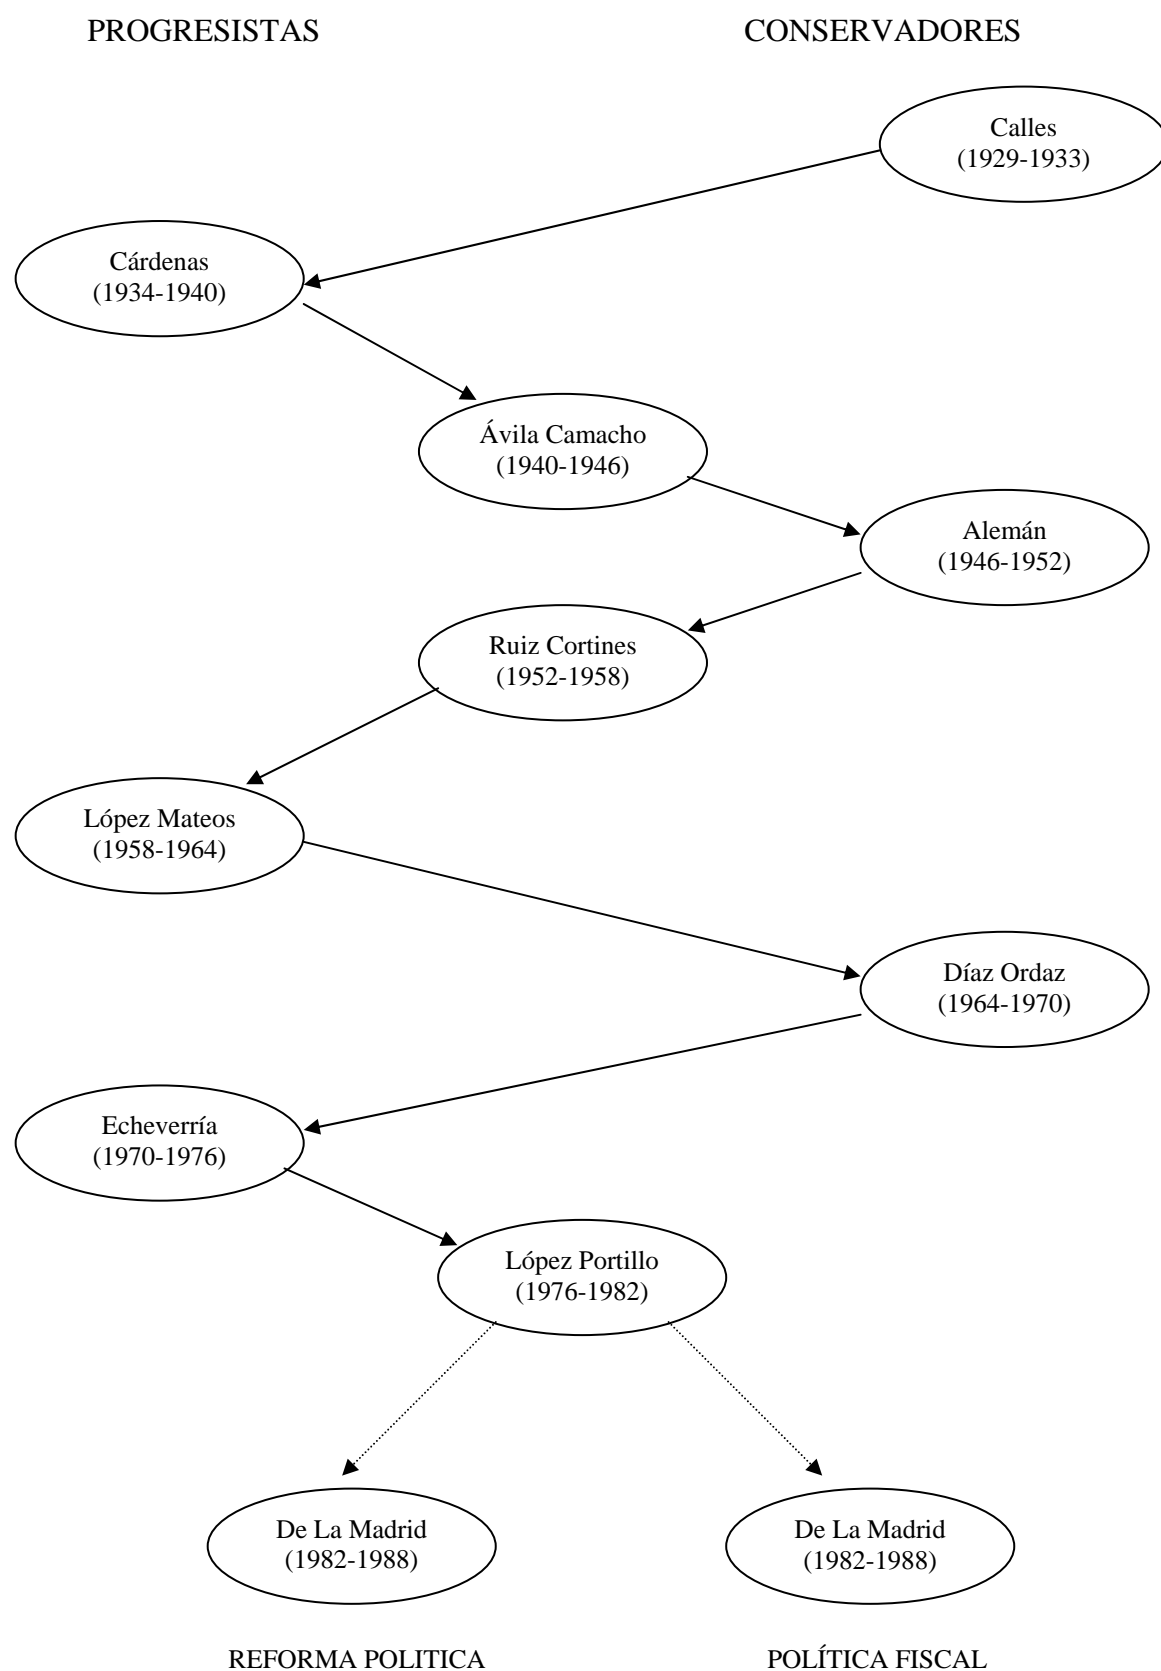 PROGRESISTAS
CONSERVADORES
Calles
(1929-1933)
Cárdenas
(1934-1940)
Ávila Camacho
(1940-1946)
Alemán
(1946-1952)
Ruiz Cortines
(1952-1958)
López Mateos
(1958-1964)
Díaz Ordaz
(1964-1970)
Echeverría
(1970-1976)
López Portillo
(1976-1982)
De La Madrid
(1982-1988)
De La Madrid
(1982-1988)
REFORMA POLITICA
POLÍTICA FISCAL